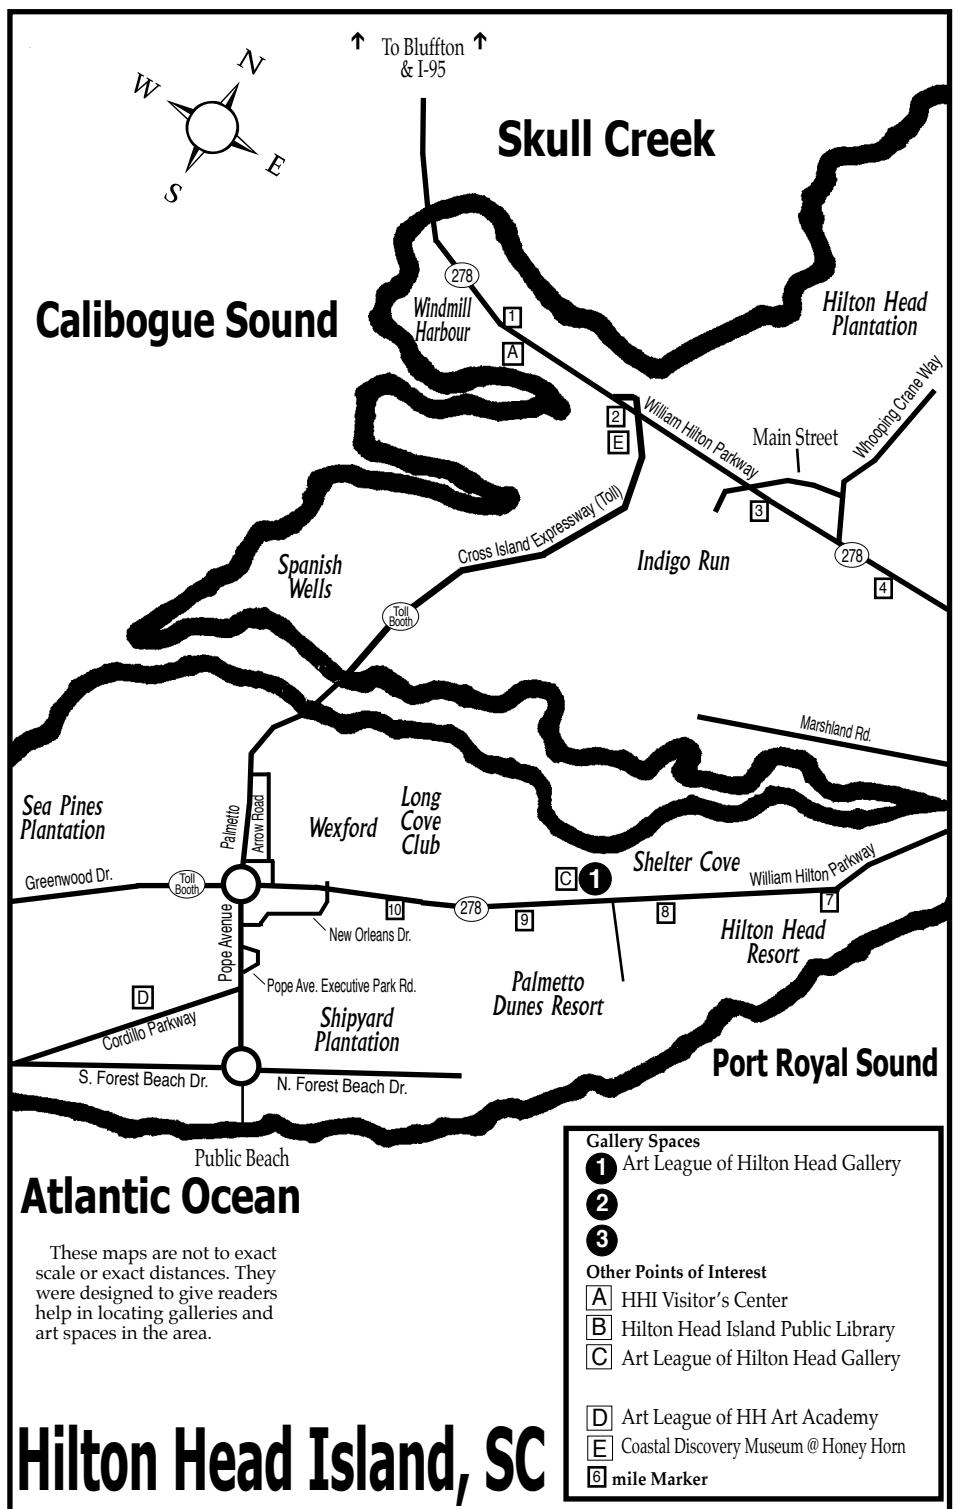 To Bluffton
& I-95
N
W
E
S
Skull Creek
278
Calibogue Sound
Windmill
Harbour
1
A
Hilton Head
Plantation
2
E
William Hilton Parkway
Main Street
Whooping Crane Way
3
Cross Island Expressway (Toll)
Spanish
Wells
Indigo Run
278
4
Toll
Booth
Marshland Rd.
Sea Pines
Plantation
Palmetto
Arrow Road
Wexford
Long
Cove
Club
Shelter Cove
C
1
William Hilton Parkway
Greenwood Dr.
Toll
Booth
10
278
9
8
7
Pope Avenue
New Orleans Dr.
Hilton Head
Resort
Pope Ave. Executive Park Rd.
Palmetto
Dunes Resort
D
Cordillo Parkway
Shipyard
Plantation
Port Royal Sound
S. Forest Beach Dr.
N. Forest Beach Dr.
Public Beach
Atlantic Ocean
These maps are not to exact
scale or exact distances. They
were designed to give readers
help in locating galleries and
art spaces in the area.
Gallery Spaces
1 Art League of Hilton Head Gallery
2
3
Other Points of Interest
A HHI Visitor's Center
B Hilton Head Island Public Library
C Art League of Hilton Head Gallery
D Art League of HH Art Academy
E Coastal Discovery Museum @ Honey Horn
6 mile Marker
Hilton Head Island, SC